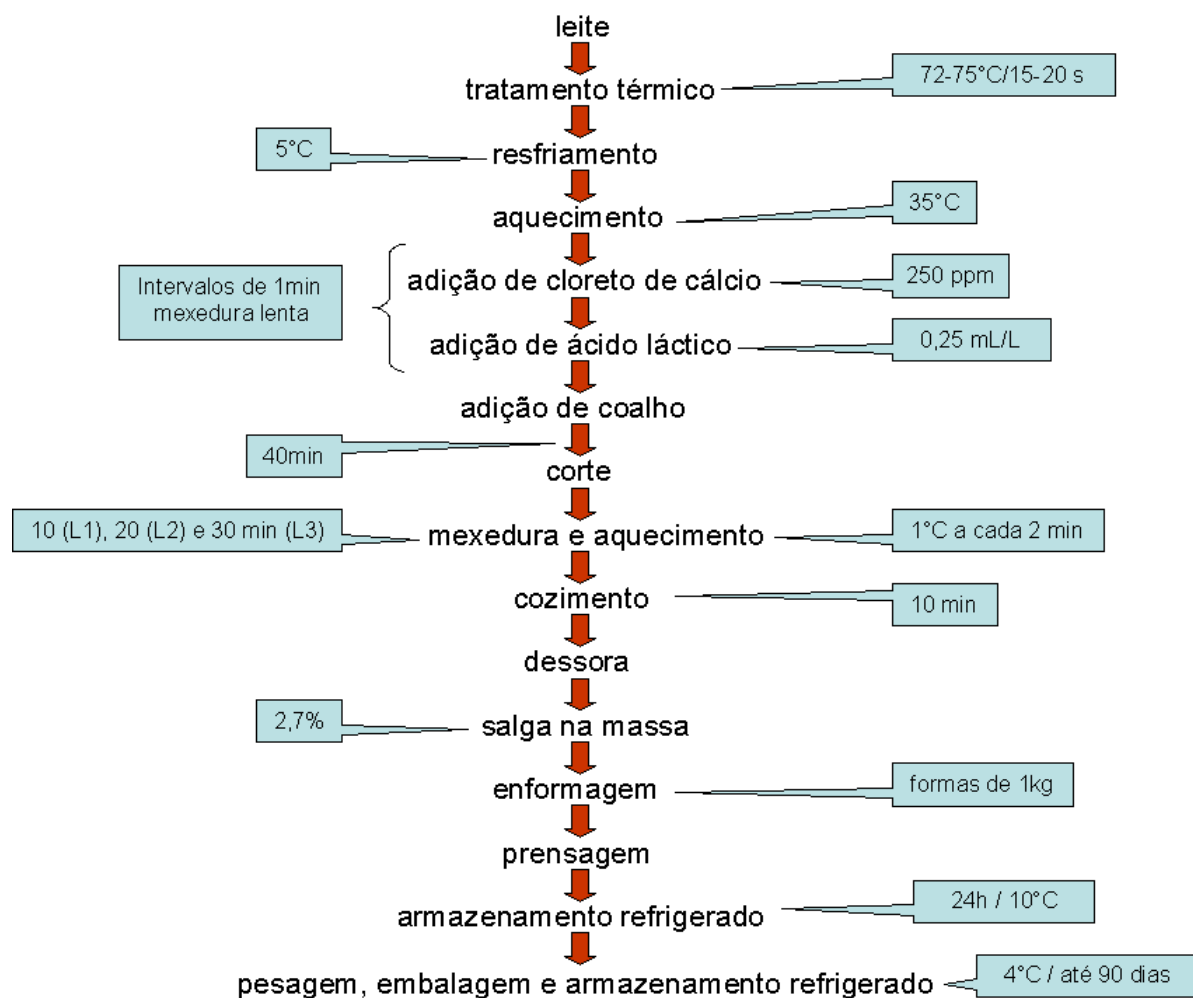 leite
tratamento térmico
72-75°C/15-20 s
5°C
resfriamento
aquecimento
35°C
Intervalos de 1min
mexedura lenta
adição de cloreto de cálcio
250 ppm
adição de ácido láctico
0,25 mL/L
adição de coalho
40min
corte
10 (L1), 20 (L2) e 30 min (L3)
mexedura e aquecimento
1°C a cada 2 min
cozimento
10 min
dessora
2,7%
salga na massa
enformagem
formas de 1kg
prensagem
armazenamento refrigerado
24h / 10°C
pesagem, embalagem e armazenamento refrigerado
4°C / até 90 dias